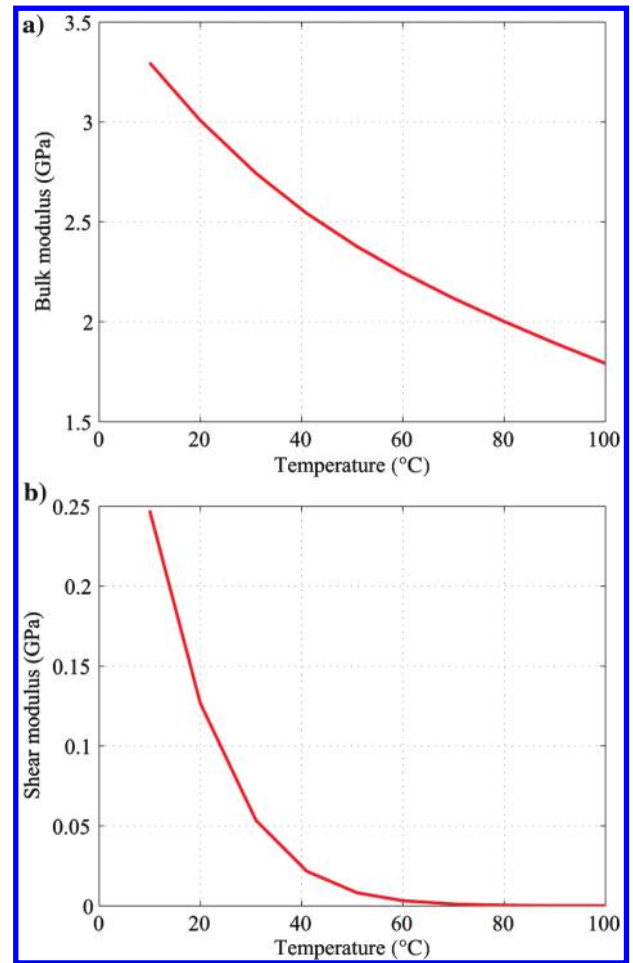 a)
3.5
3
2.5
2
1.5
Bulk modulus (GPa)
0 20 40 60 80 100
Temperature (°C)
b)
0.25
0.2
0.15
0.1
0.05
0
Shear modulus (GPa)
0 20 40 60 80 100
Temperature (°C)